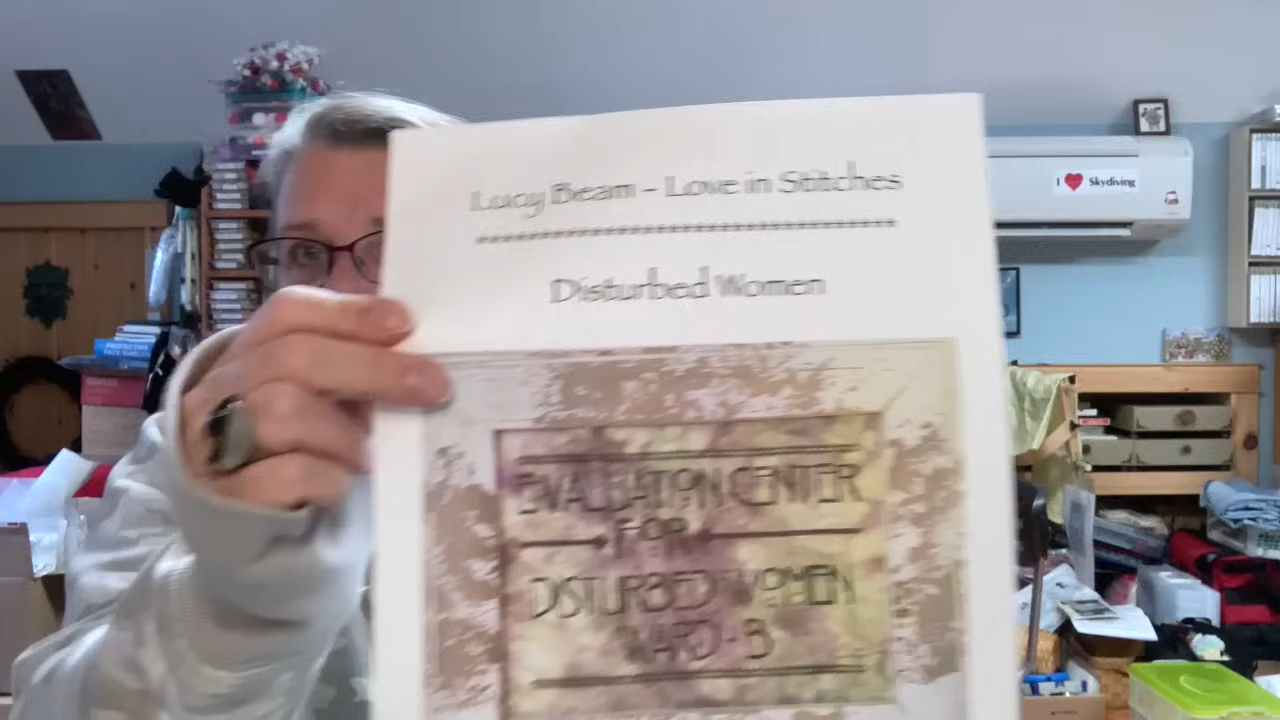 Lucy Beam - Love in Stitches
Disturbed Women
EVALUATION CENTER
FOR
DISTURBED WOMEN
WARD - B
I ❤ Skydiving